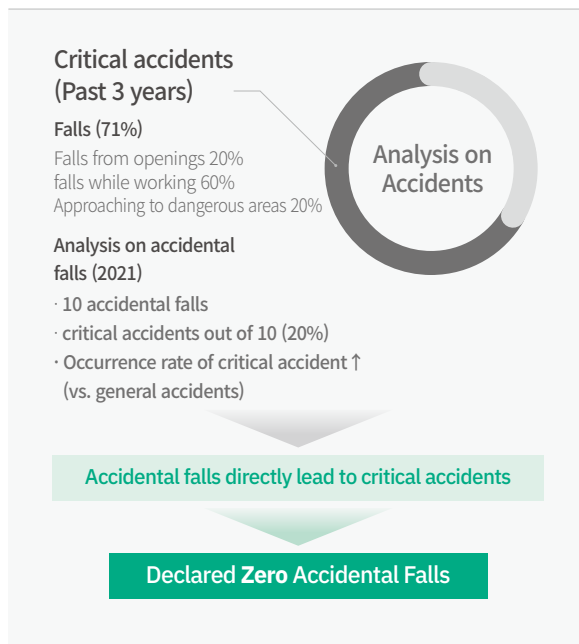 Critical accidents
(Past 3 years)
Falls (71%)
Falls from openings 20%
falls while working 60%
Approaching to dangerous areas 20%
Analysis on
Accidents
Analysis on accidental
falls (2021)
· 10 accidental falls
· critical accidents out of 10 (20%)
· Occurrence rate of critical accident ↑
(vs. general accidents)
Accidental falls directly lead to critical accidents
Declared Zero Accidental Falls